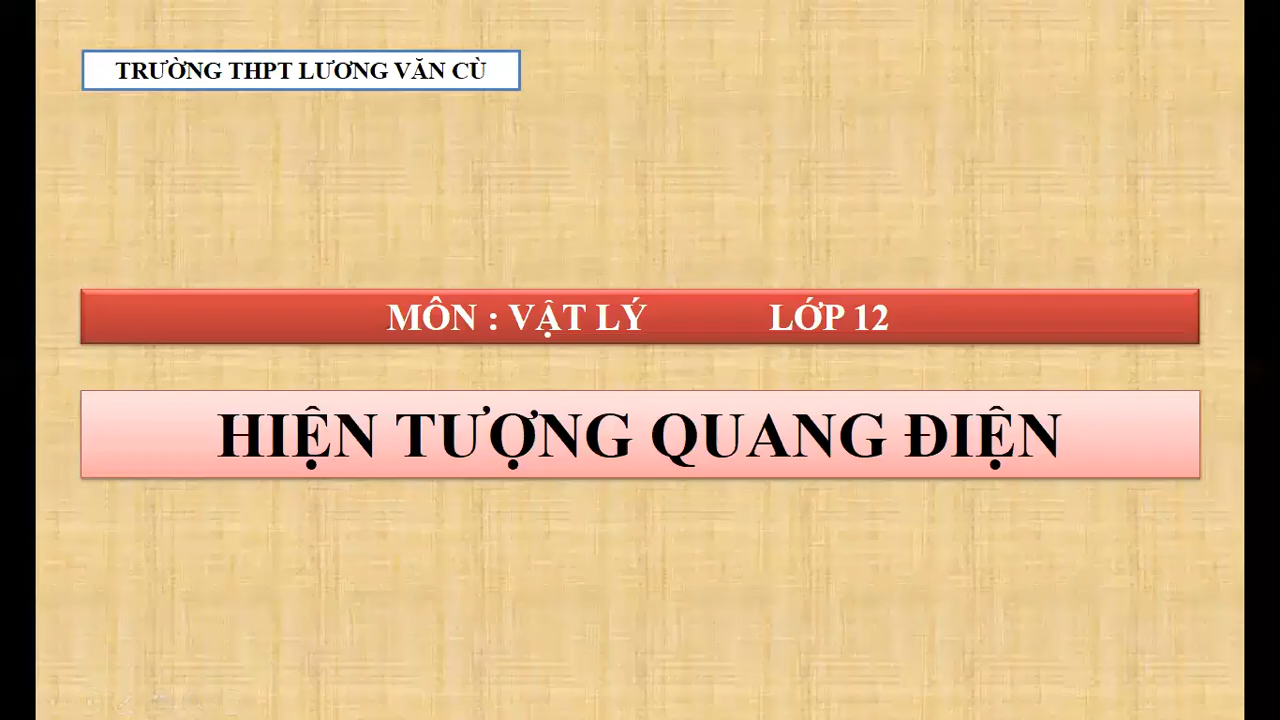 TRƯỜNG THPT LƯƠNG VĂN CÙ
MÔN : VẬT LÝ LỚP 12
HIỆN TƯỢNG QUANG ĐIỆN